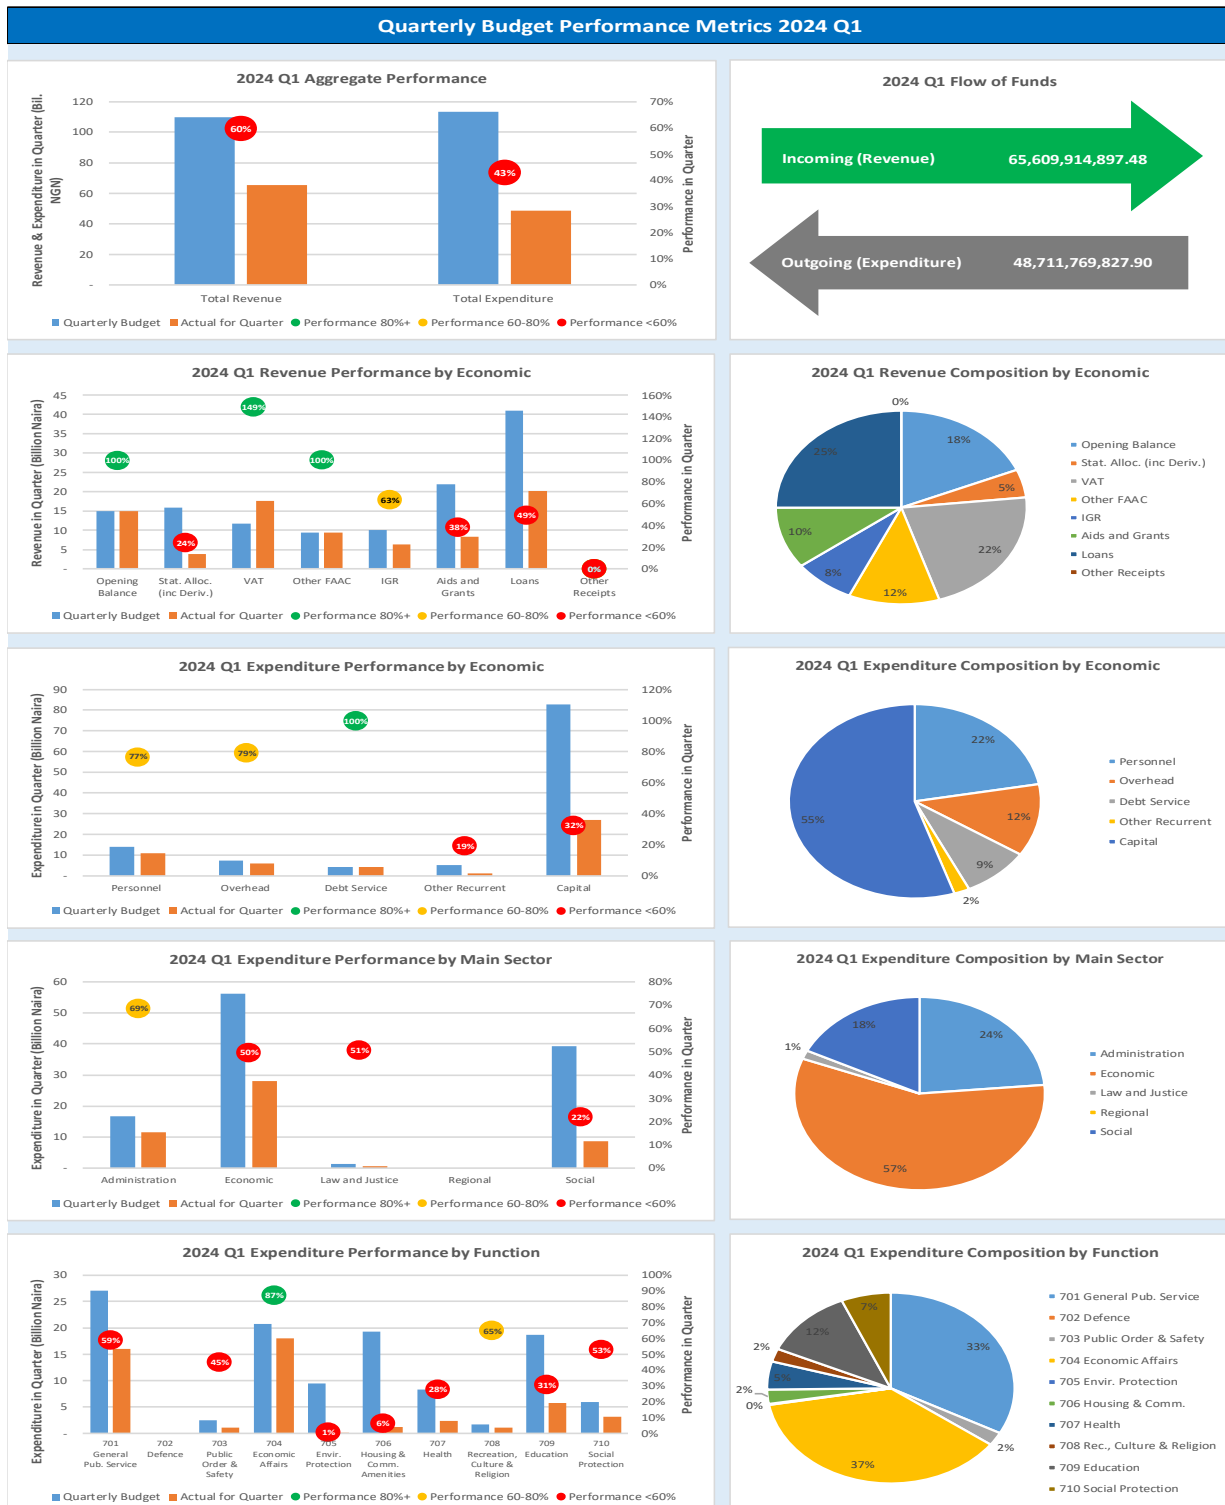 Quarterly Budget Performance Metrics 2024 Q1
2024 Q1 Aggregate Performance
Revenue & Expenditure in Quarter (Bil. NGN)
120
100
80
60
40
20
-
60%
43%
70%
60%
50%
40%
30%
20%
10%
0%
Performance in Quarter
Total Revenue
Total Expenditure
Quarterly Budget Actual for Quarter Performance 80%+ Performance 60-80% Performance <60%
2024 Q1 Flow of Funds
Incoming (Revenue) 65,609,914,897.48
Outgoing (Expenditure) 48,711,769,827.90
2024 Q1 Revenue Performance by Economic
Revenue in Quarter (Billion Naira)
45
40
35
30
25
20
15
10
5
-
100%
24%
149%
100%
63%
38%
49%
0%
160%
140%
120%
100%
80%
60%
40%
20%
0%
Performance in Quarter
Opening Balance
Stat. Alloc. (inc Deriv.)
VAT
Other FAAC
IGR
Aids and Grants
Loans
Other Receipts
Quarterly Budget Actual for Quarter Performance 80%+ Performance 60-80% Performance <60%
2024 Q1 Revenue Composition by Economic
0%
18%
5%
22%
12%
8%
10%
25%
Opening Balance
Stat. Alloc. (inc Deriv.)
VAT
Other FAAC
IGR
Aids and Grants
Loans
Other Receipts
2024 Q1 Expenditure Performance by Economic
Expenditure in Quarter (Billion Naira)
90
80
70
60
50
40
30
20
10
-
77%
79%
100%
19%
32%
120%
100%
80%
60%
40%
20%
0%
Performance in Quarter
Personnel
Overhead
Debt Service
Other Recurrent
Capital
Quarterly Budget Actual for Quarter Performance 80%+ Performance 60-80% Performance <60%
2024 Q1 Expenditure Composition by Economic
22%
12%
9%
2%
55%
Personnel
Overhead
Debt Service
Other Recurrent
Capital
2024 Q1 Expenditure Performance by Main Sector
Expenditure in Quarter (Billion Naira)
60
50
40
30
20
10
-
69%
50%
51%
22%
80%
70%
60%
50%
40%
30%
20%
10%
0%
Performance in Quarter
Administration
Economic
Law and Justice
Regional
Social
Quarterly Budget Actual for Quarter Performance 80%+ Performance 60-80% Performance <60%
2024 Q1 Expenditure Composition by Main Sector
24%
57%
1%
18%
Administration
Economic
Law and Justice
Regional
Social
2024 Q1 Expenditure Performance by Function
Expenditure in Quarter (Billion Naira)
30
25
20
15
10
5
-
59%
45%
87%
1%
6%
28%
65%
31%
53%
100%
90%
80%
70%
60%
50%
40%
30%
20%
10%
0%
Performance in Quarter
701 General Pub. Service
702 Defence
703 Public Order & Safety
704 Economic Affairs
705 Envir. Protection
706 Housing & Comm. Amenities
707 Health
708 Recreation, Culture & Religion
709 Education
710 Social Protection
Quarterly Budget Actual for Quarter Performance 80%+ Performance 60-80% Performance <60%
2024 Q1 Expenditure Composition by Function
33%
2%
37%
0%
2%
5%
2%
12%
7%
701 General Pub. Service
702 Defence
703 Public Order & Safety
704 Economic Affairs
705 Envir. Protection
706 Housing & Comm.
707 Health
708 Rec., Culture & Religion
709 Education
710 Social Protection